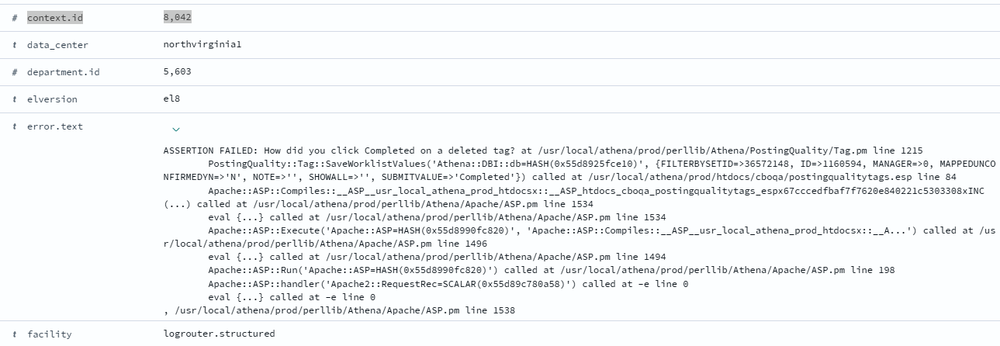 # context.id 8,042
t data_center northvirginia1
# department.id 5,603
t elversion el8
t error.text
ASSERTION FAILED: How did you click Completed on a deleted tag? at /usr/local/athena/prod/perllib/Athena/PostingQuality/Tag.pm line 1215
PostingQuality::Tag::SaveWorklistValues('Athena::DBI::db=HASH(0x55d8925fce10)', {FILTERBYSETID=>36572148, ID=>1160594, MANAGER=>0, MAPPEDUNCO
NFIRMEDYN=>'N', NOTE=>'', SHOWALL=>'', SUBMITVALUE=>'Completed'}) called at /usr/local/athena/prod/htdocs/cboqa/postingqualitytags.esp line 84
Apache::ASP::Compiles::__ASP__usr_local_athena_prod_htdocsx::__ASP_htdocs_cboqa_postingqualitytags_espx67cccedfbaf7f7620e840221c5303308xINC
(...) called at /usr/local/athena/prod/perllib/Athena/Apache/ASP.pm line 1534
eval {...} called at /usr/local/athena/prod/perllib/Athena/Apache/ASP.pm line 1534
Apache::ASP::Execute('Apache::ASP=HASH(0x55d8990fc820)', 'Apache::ASP::Compiles::__ASP__usr_local_athena_prod_htdocsx::__A...') called at /us
r/local/athena/prod/perllib/Athena/Apache/ASP.pm line 1496
eval {...} called at /usr/local/athena/prod/perllib/Athena/Apache/ASP.pm line 1494
Apache::ASP::Run('Apache::ASP=HASH(0x55d8990fc820)') called at /usr/local/athena/prod/perllib/Athena/Apache/ASP.pm line 198
Apache::ASP::handler('Apache2::RequestRec=SCALAR(0x55d89c780a58)') called at -e line 0
eval {...} called at -e line 0
, /usr/local/athena/prod/perllib/Athena/Apache/ASP.pm line 1538
t facility logrouter.structured